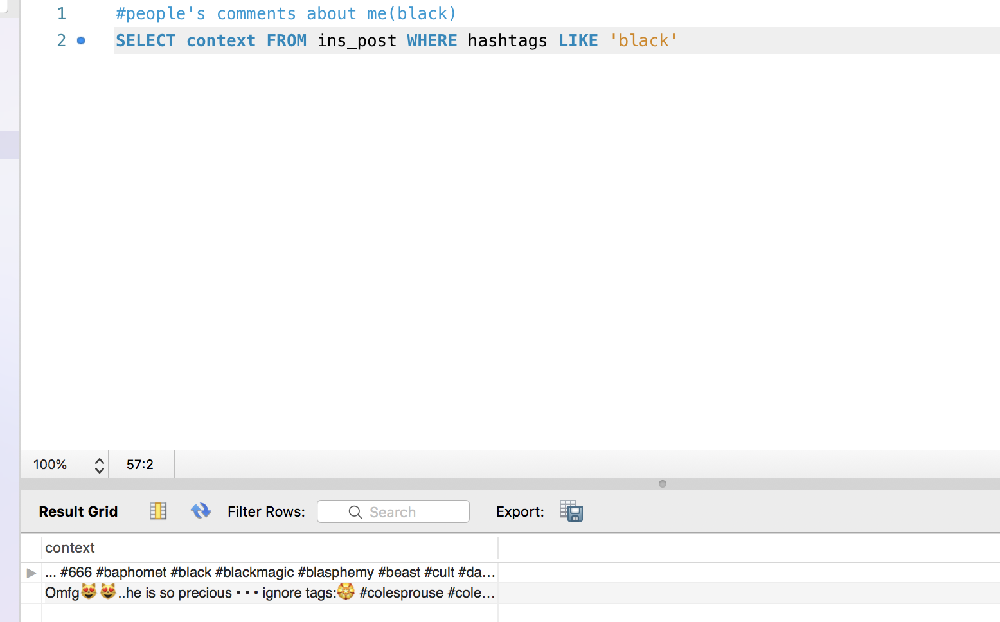 1 #people's comments about me(black)
2 SELECT context FROM ins_post WHERE hashtags LIKE 'black'
100% 57:2
Result Grid Filter Rows: Search Export:
context
... #666 #baphomet #black #blackmagic #blasphemy #beast #cult #da...
Omfg😻😻..he is so precious • • • ignore tags:🏵 #colesprouse #cole...